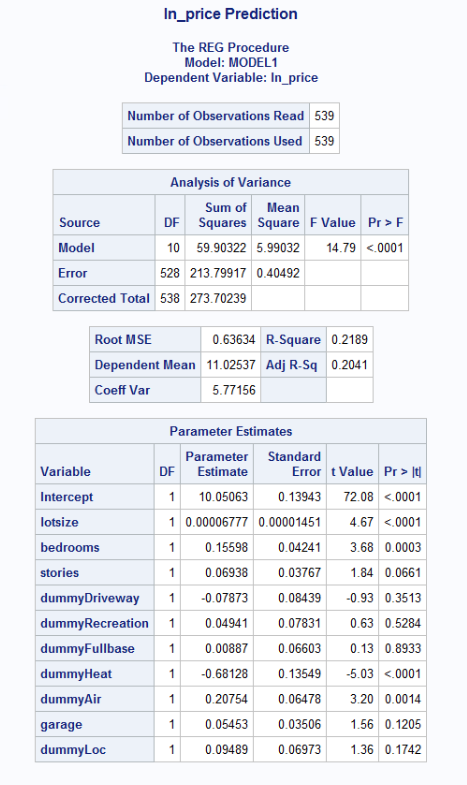 ln_price Prediction
The REG Procedure
Model: MODEL1
Dependent Variable: ln_price
Number of Observations Read 539
Number of Observations Used 539
Analysis of Variance
Source DF Sum of Squares Mean Square F Value Pr > F
Model 10 59.90322 5.99032 14.79 <.0001
Error 528 213.79917 0.40492
Corrected Total 538 273.70239
Root MSE 0.63634 R-Square 0.2189
Dependent Mean 11.02537 Adj R-Sq 0.2041
Coeff Var 5.77156
Parameter Estimates
Variable DF Parameter Estimate Standard Error t Value Pr > |t|
Intercept 1 10.05063 0.13943 72.08 <.0001
lotsize 1 0.00006777 0.00001451 4.67 <.0001
bedrooms 1 0.15598 0.04241 3.68 0.0003
stories 1 0.06938 0.03767 1.84 0.0661
dummyDriveway 1 -0.07873 0.08439 -0.93 0.3513
dummyRecreation 1 0.04941 0.07831 0.63 0.5284
dummyFullbase 1 0.00887 0.06603 0.13 0.8933
dummyHeat 1 -0.68128 0.13549 -5.03 <.0001
dummyAir 1 0.20754 0.06478 3.20 0.0014
garage 1 0.05453 0.03506 1.56 0.1205
dummyLoc 1 0.09489 0.06973 1.36 0.1742